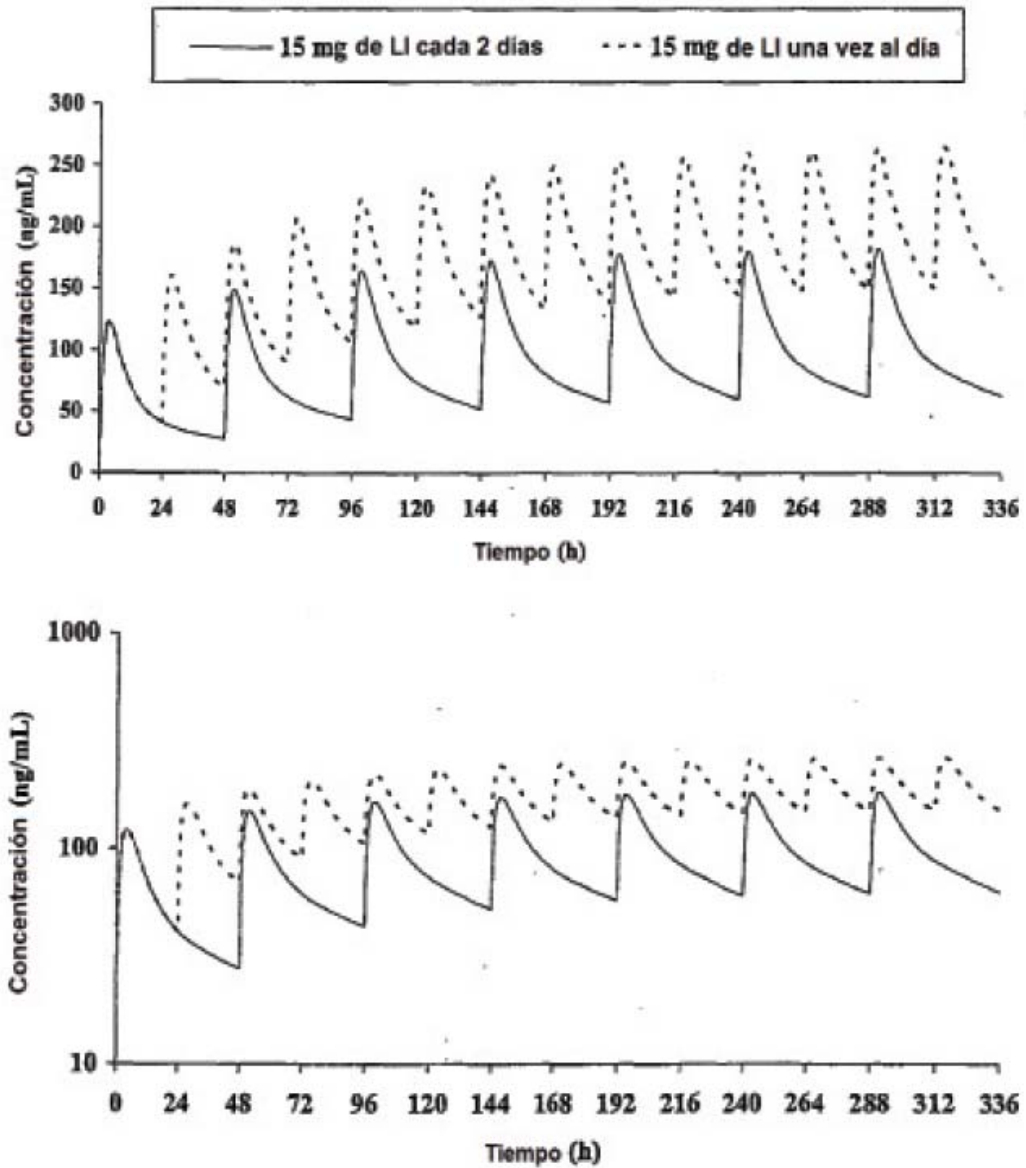 15 mg de LI cada 2 días 15 mg de LI una vez al día
300
250
200
150
100
50
0
Concentración (ng/mL)
0 24 48 72 96 120 144 168 192 216 240 264 288 312 336
Tiempo (h)
1000
100
10
Concentración (ng/mL)
0 24 48 72 96 120 144 168 192 216 240 264 288 312 336
Tiempo (h)